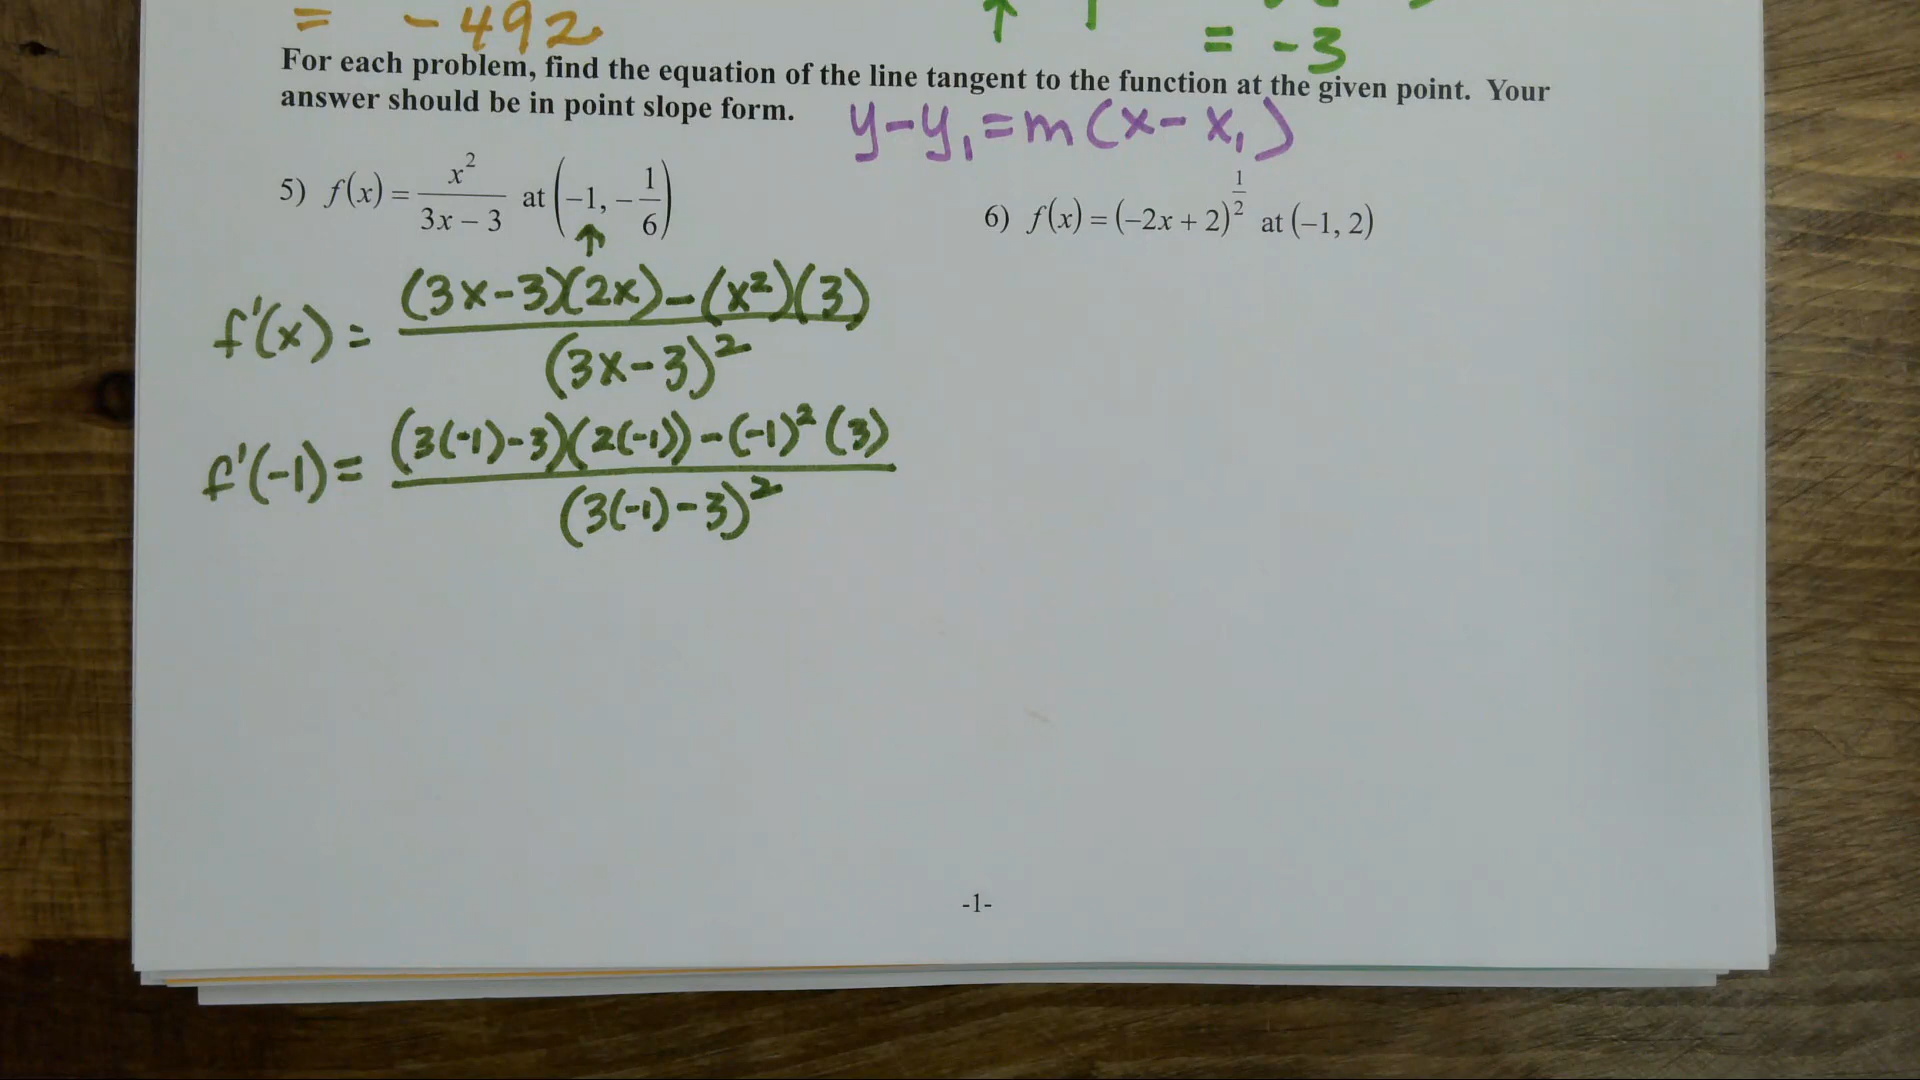 = -492
= -3
For each problem, find the equation of the line tangent to the function at the given point. Your
answer should be in point slope form. y-y₁=m(x-x₁)
5) f(x) = x²/(3x − 3) at (−1, −1/6)
6) f(x) = (−2x + 2)^(1/2) at (−1, 2)
f'(x) = ((3x-3)(2x)-(x²)(3))/(3x-3)²
f'(-1) = ((3(-1)-3)(2(-1))-(-1)²(3))/(3(-1)-3)²
-1-